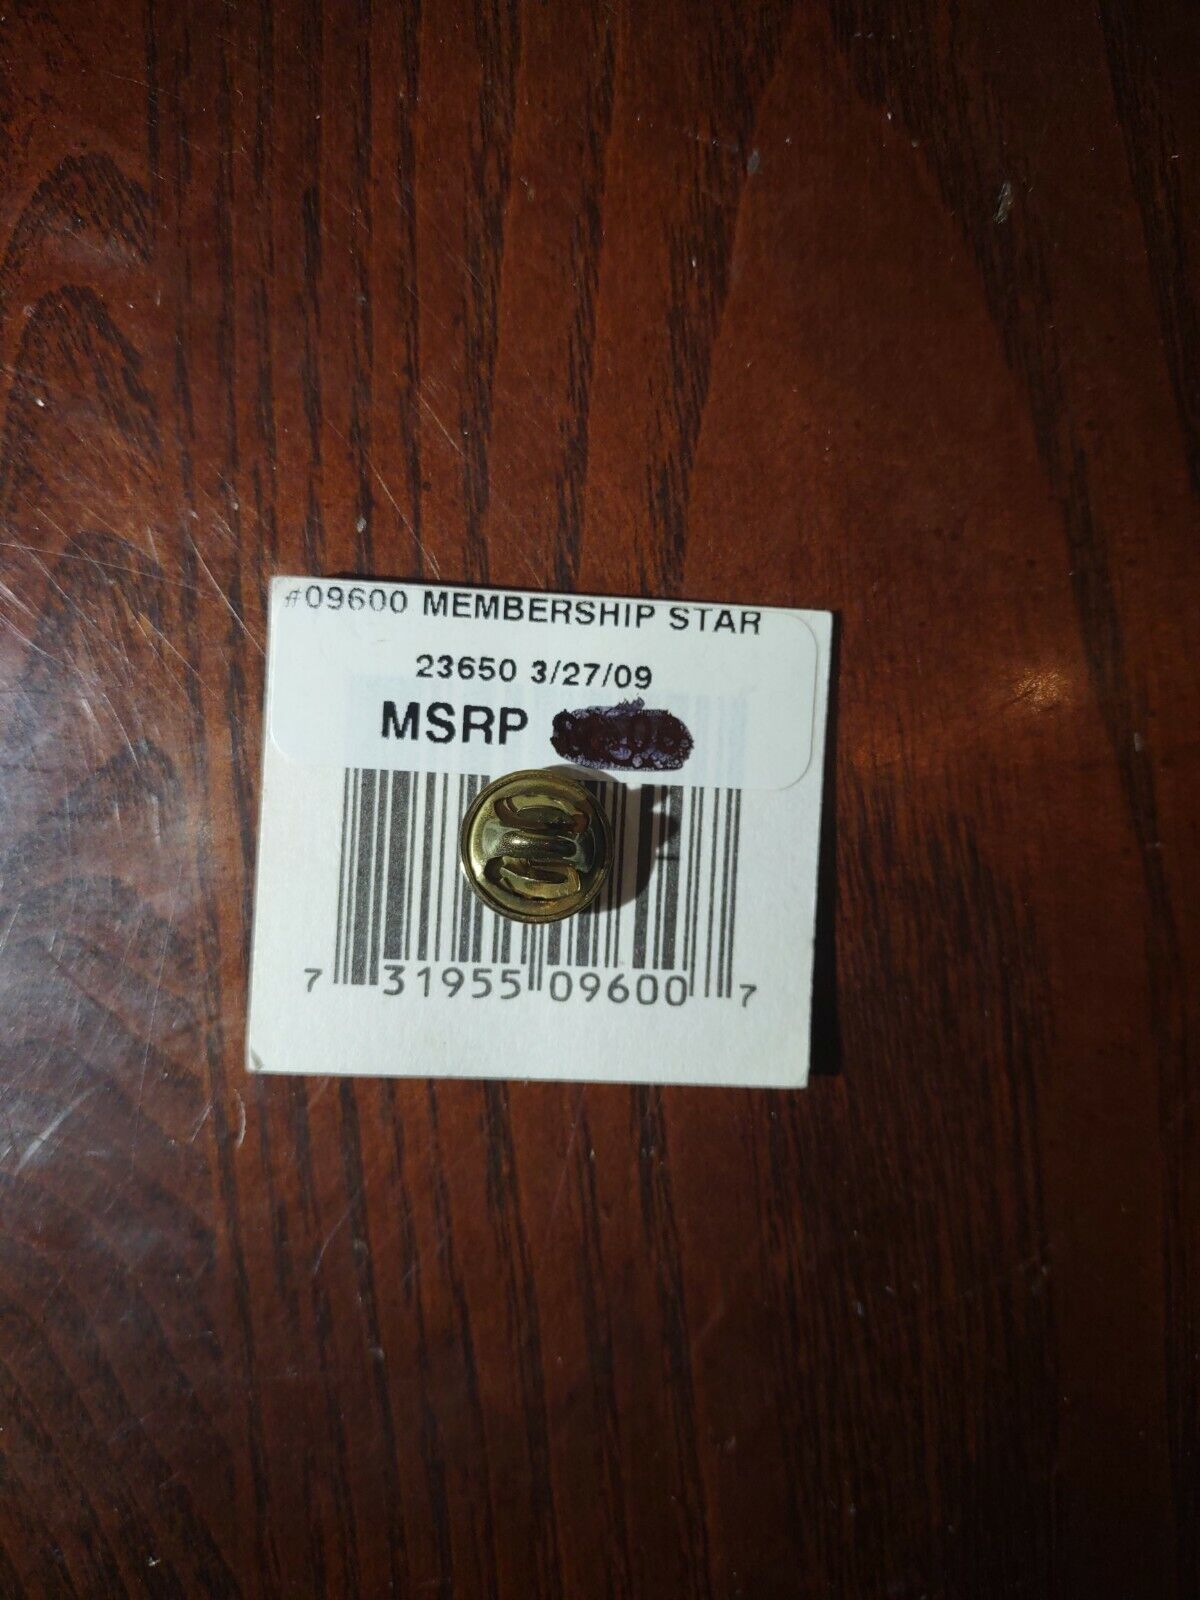 #09600 MEMBERSHIP STAR
23650 3/27/09
MSRP
7 31955 09600 7